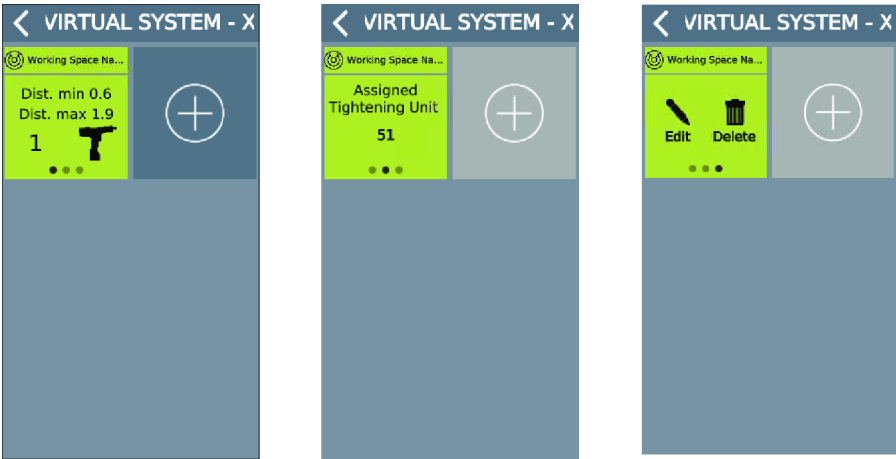 VIRTUAL SYSTEM - X
Working Space Na...
Dist. min 0.6
Dist. max 1.9
1
VIRTUAL SYSTEM - X
Working Space Na...
Assigned
Tightening Unit
51
VIRTUAL SYSTEM - X
Working Space Na...
Edit Delete